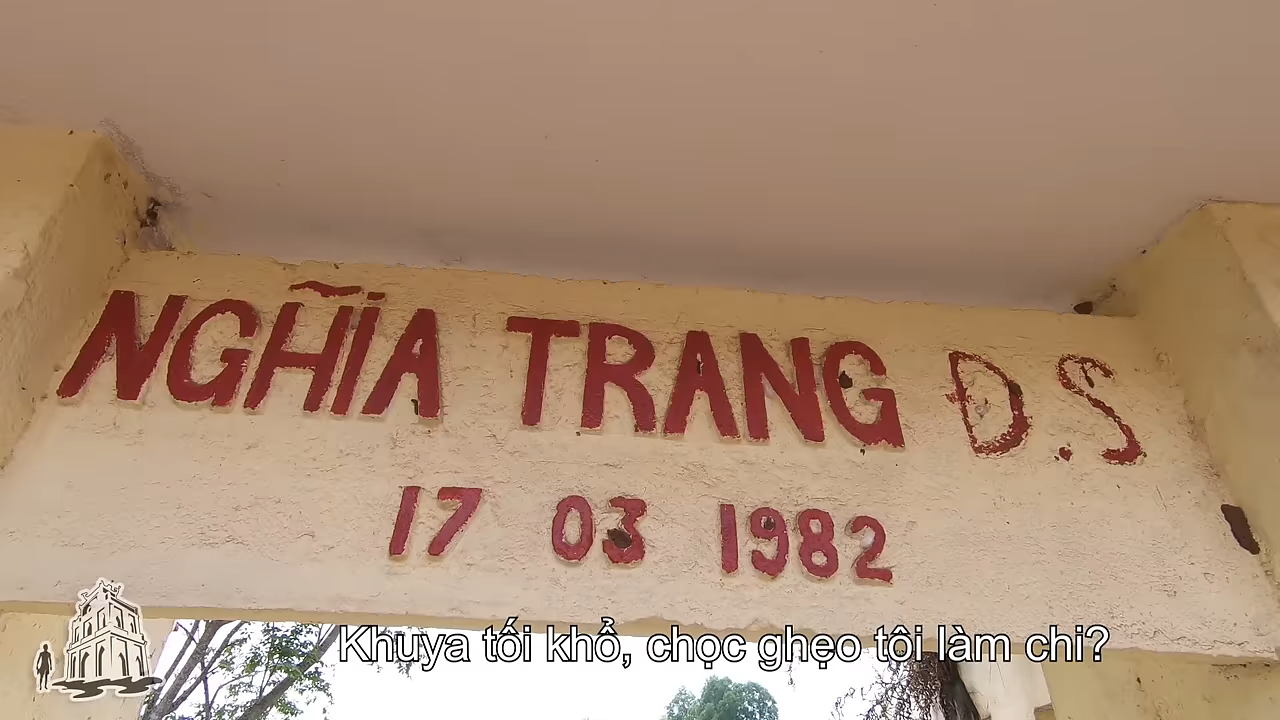 NGHĨA TRANG Đ.S
17 03 1982
Khuya tối khổ, chọc ghẹo tôi làm chi?